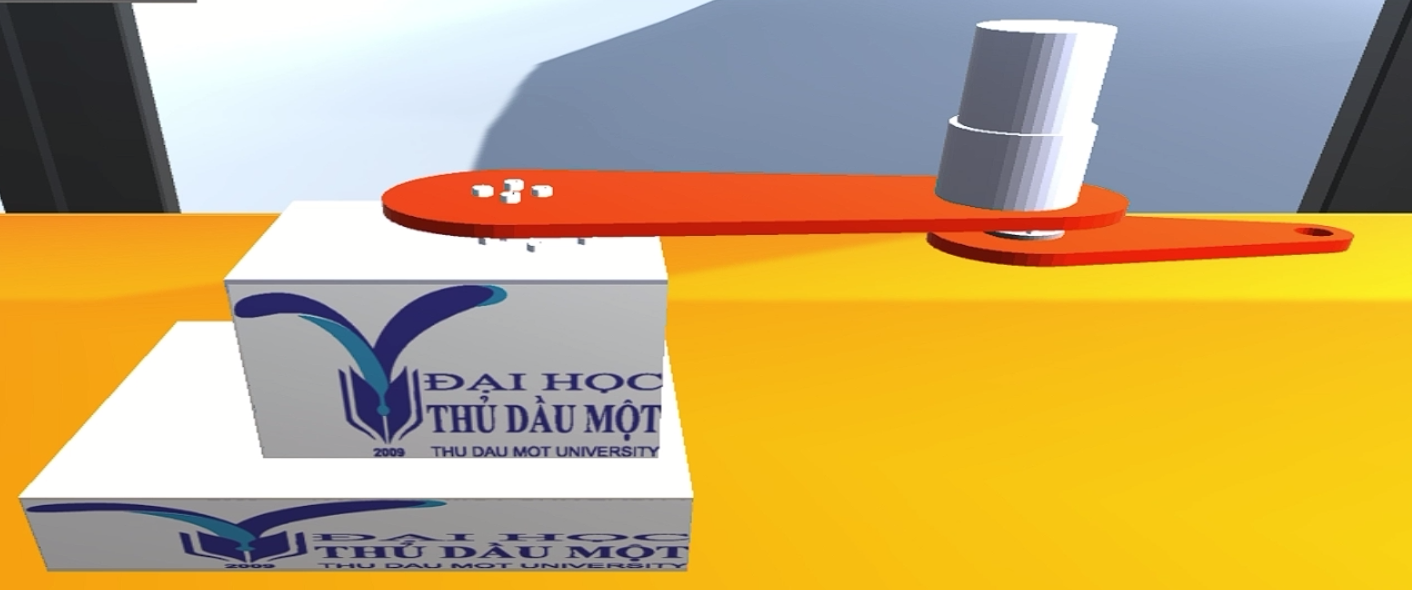 ĐẠI HỌC
THỦ DẦU MỘT
2009 THU DAU MOT UNIVERSITY
ĐẠI HỌC
THỦ DẦU MỘT
2009 THU DAU MOT UNIVERSITY